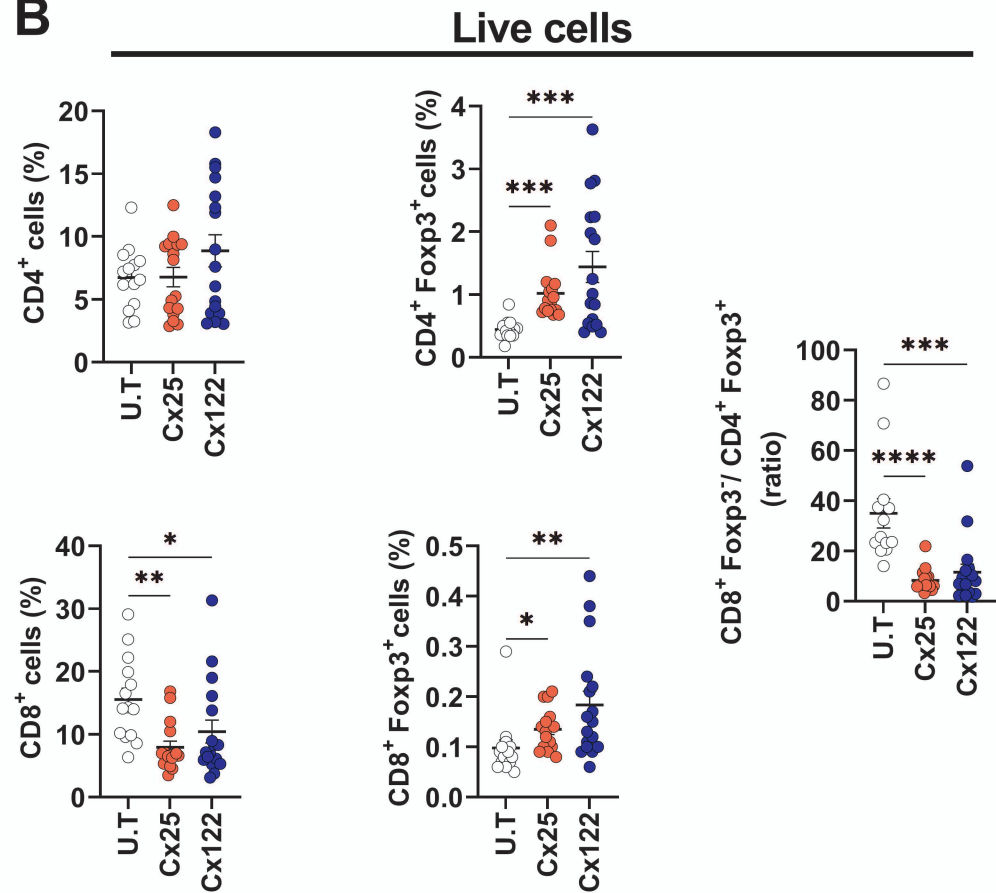 B
Live cells
CD4⁺ cells (%)
20
15
10
5
0
U.T
Cx25
Cx122
CD4⁺ Foxp3⁺cells (%)
4
3
2
1
0
***
***
U.T
Cx25
Cx122
CD8⁺ cells (%)
40
30
20
10
0
*
**
U.T
Cx25
Cx122
CD8⁺ Foxp3⁺cells (%)
0.5
0.4
0.3
0.2
0.1
0.0
**
*
U.T
Cx25
Cx122
CD8⁺ Foxp3⁻/ CD4⁺ Foxp3⁺
(ratio)
100
80
60
40
20
0
***
****
U.T
Cx25
Cx122